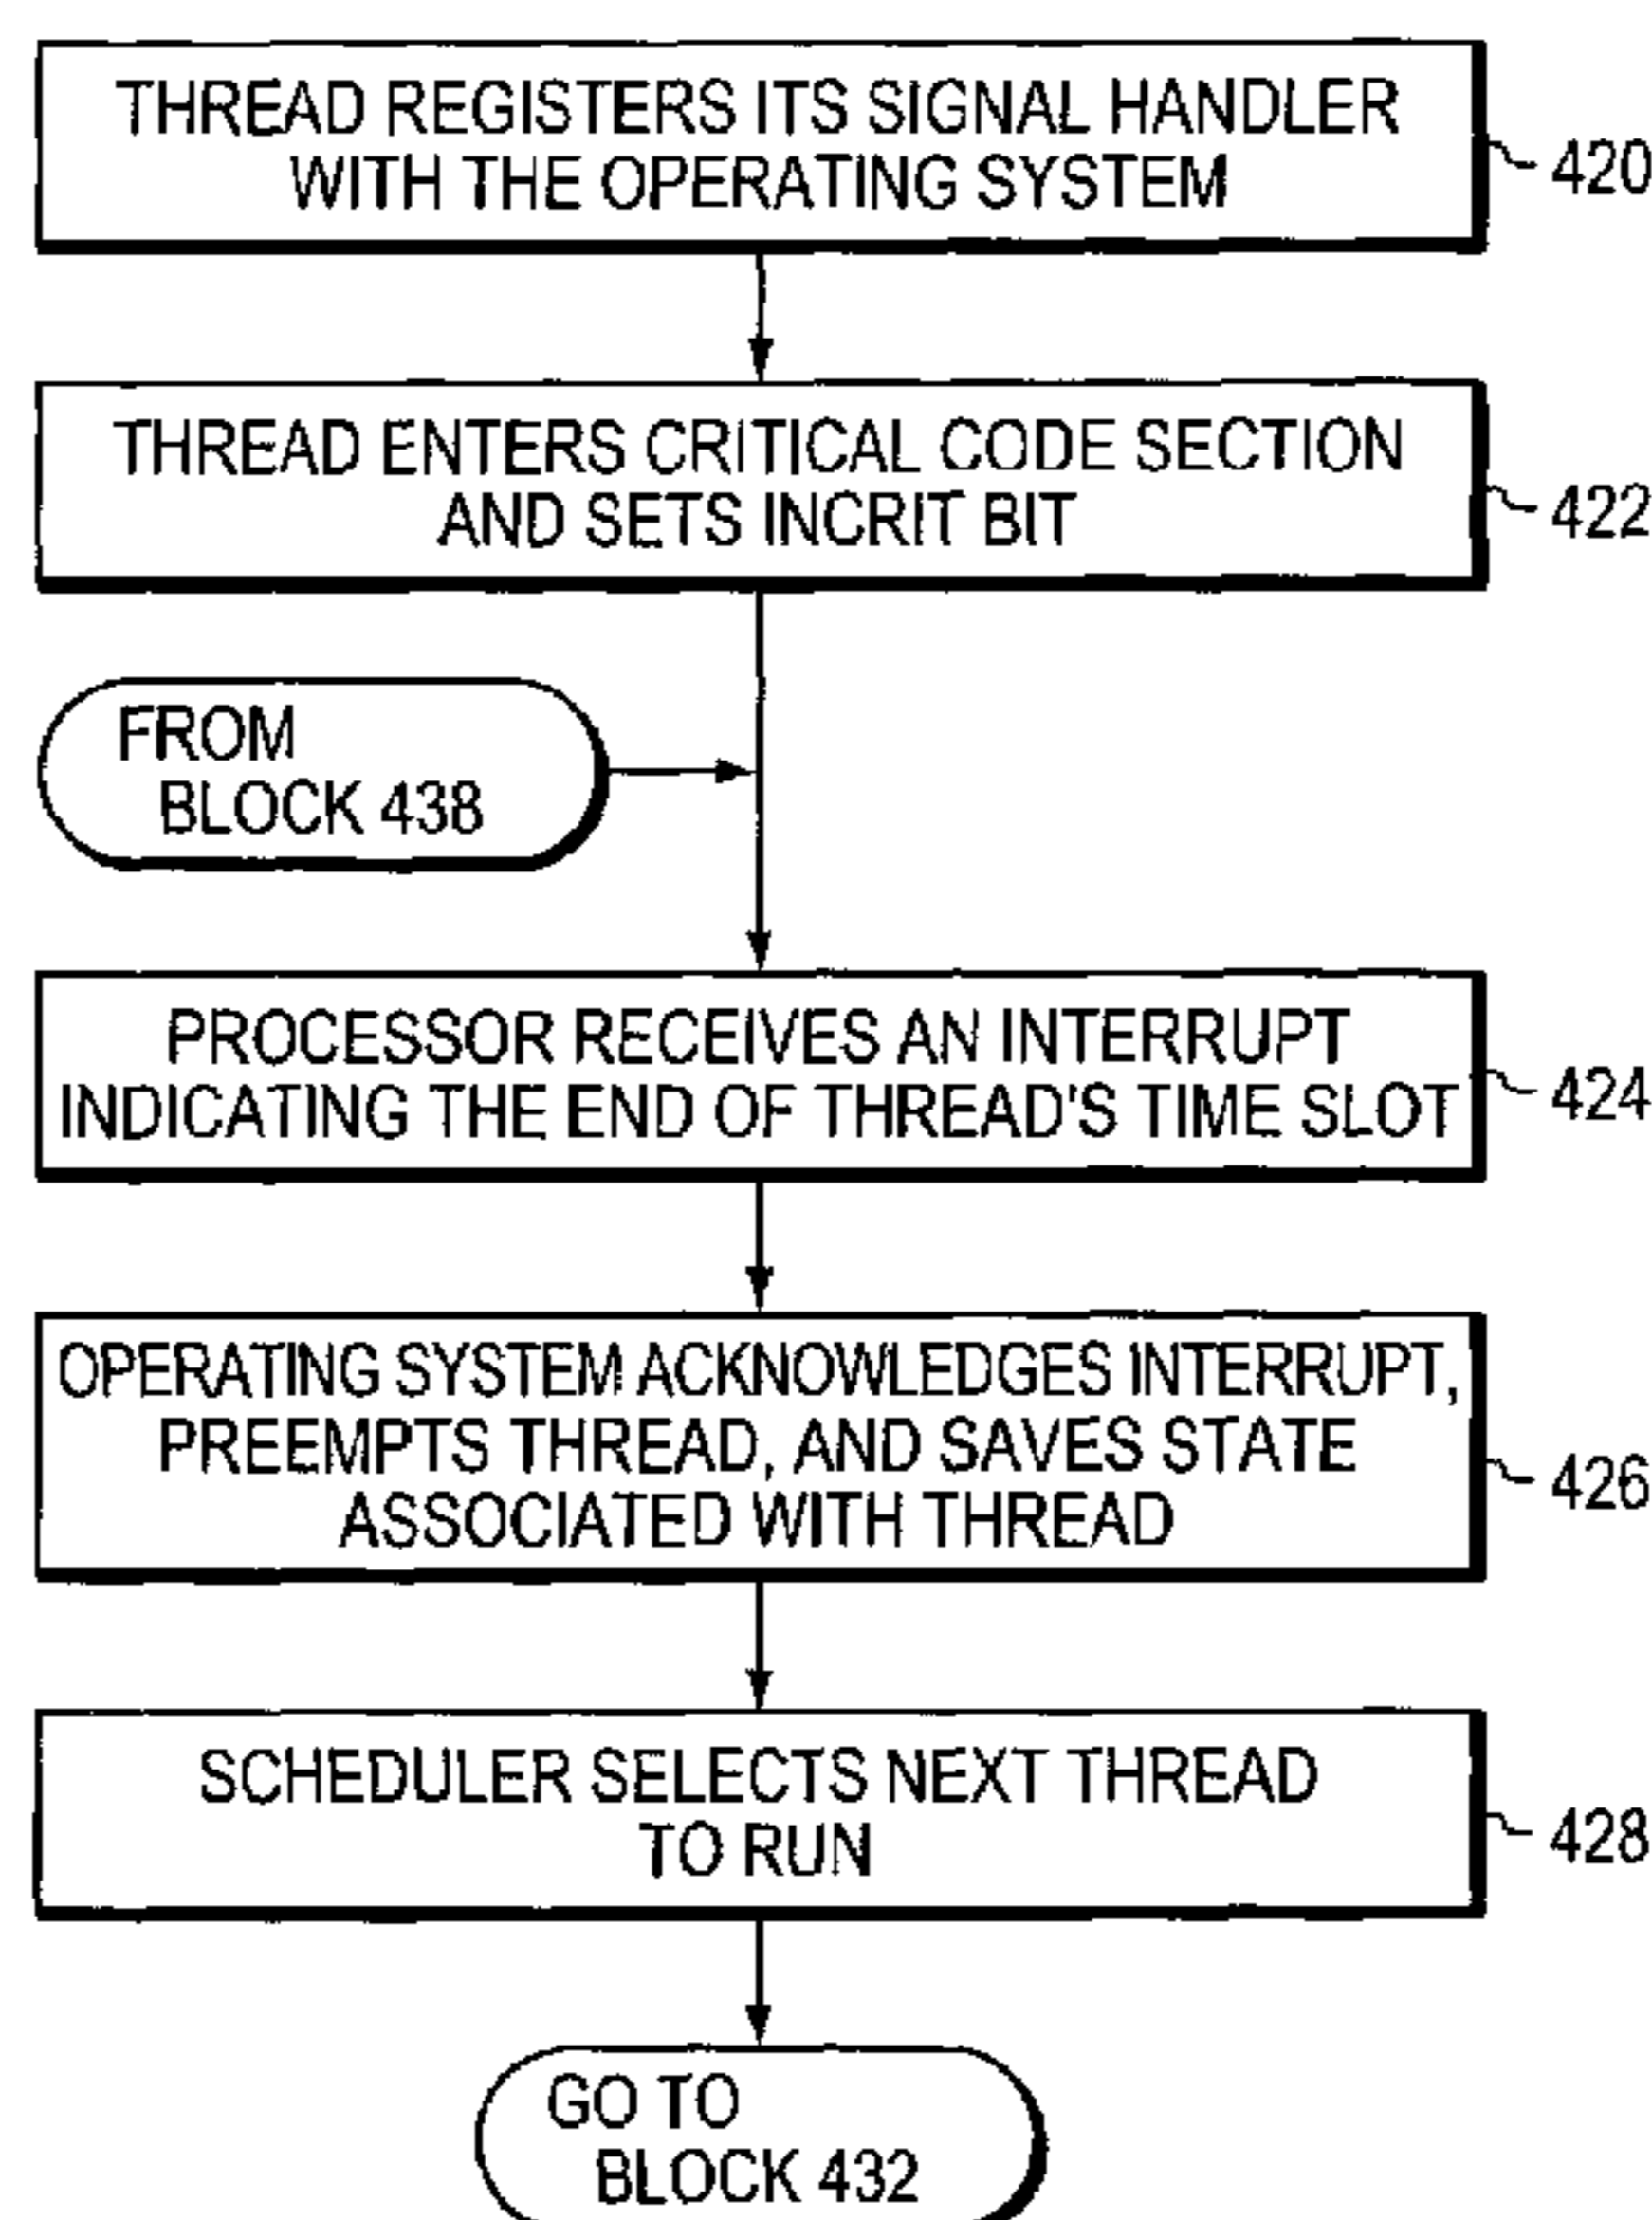 THREAD REGISTERS ITS SIGNAL HANDLER
WITH THE OPERATING SYSTEM
420
THREAD ENTERS CRITICAL CODE SECTION
AND SETS INCRIT BIT
422
FROM
BLOCK 438
PROCESSOR RECEIVES AN INTERRUPT
INDICATING THE END OF THREAD'S TIME SLOT
424
OPERATING SYSTEM ACKNOWLEDGES INTERRUPT,
PREEMPTS THREAD, AND SAVES STATE
ASSOCIATED WITH THREAD
426
SCHEDULER SELECTS NEXT THREAD
TO RUN
428
GO TO
BLOCK 432